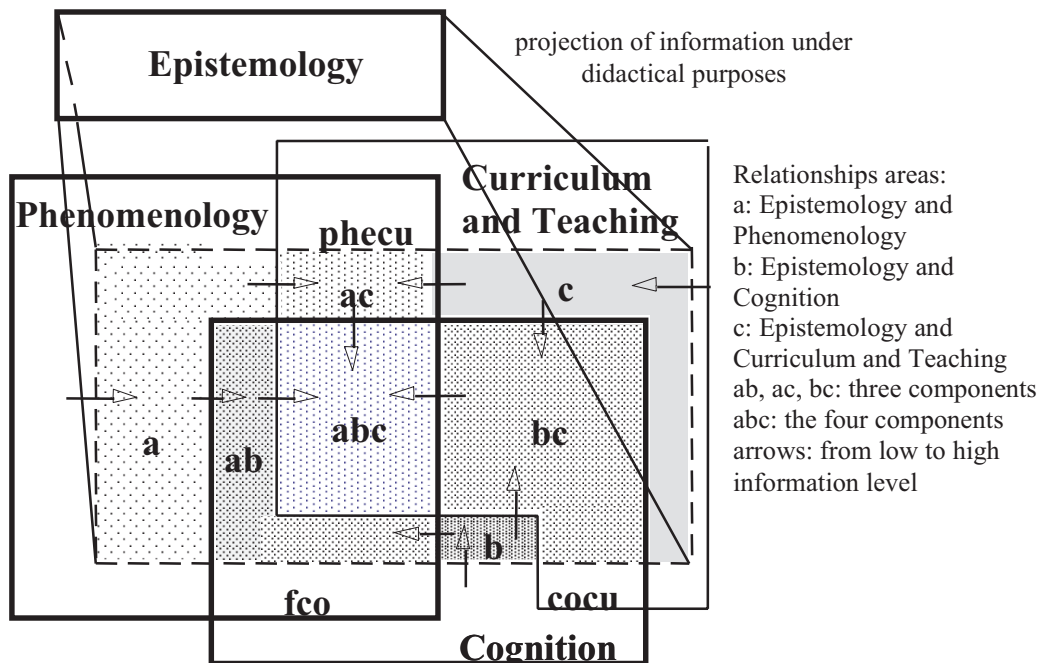 Epistemology
projection of information under
didactical purposes
Curriculum
and Teaching
Phenomenology
phecu
ac
c
a
ab
abc
bc
b
fco
cocu
Cognition
Relationships areas:
a: Epistemology and
Phenomenology
b: Epistemology and
Cognition
c: Epistemology and
Curriculum and Teaching
ab, ac, bc: three components
abc: the four components
arrows: from low to high
information level